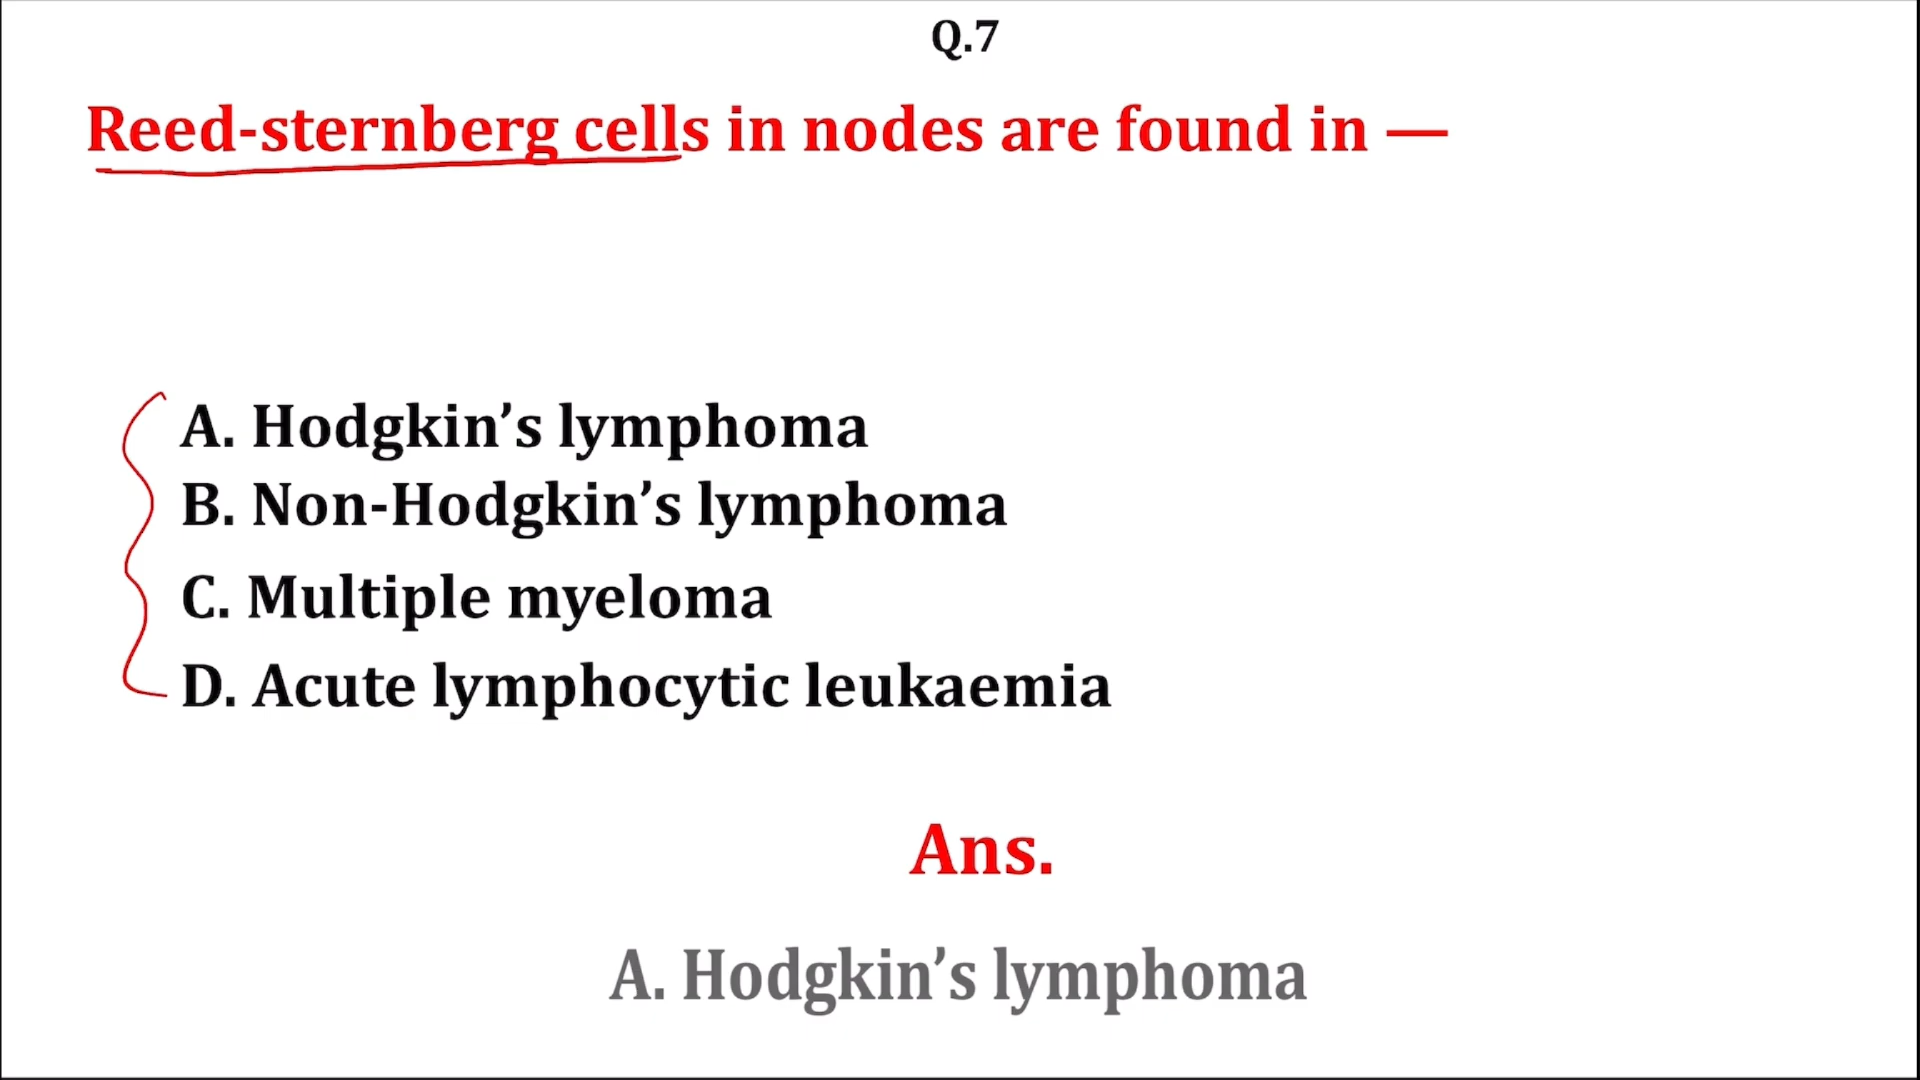 Q.7
Reed-sternberg cells in nodes are found in —
A. Hodgkin’s lymphoma
B. Non-Hodgkin’s lymphoma
C. Multiple myeloma
D. Acute lymphocytic leukaemia
Ans.
A. Hodgkin’s lymphoma